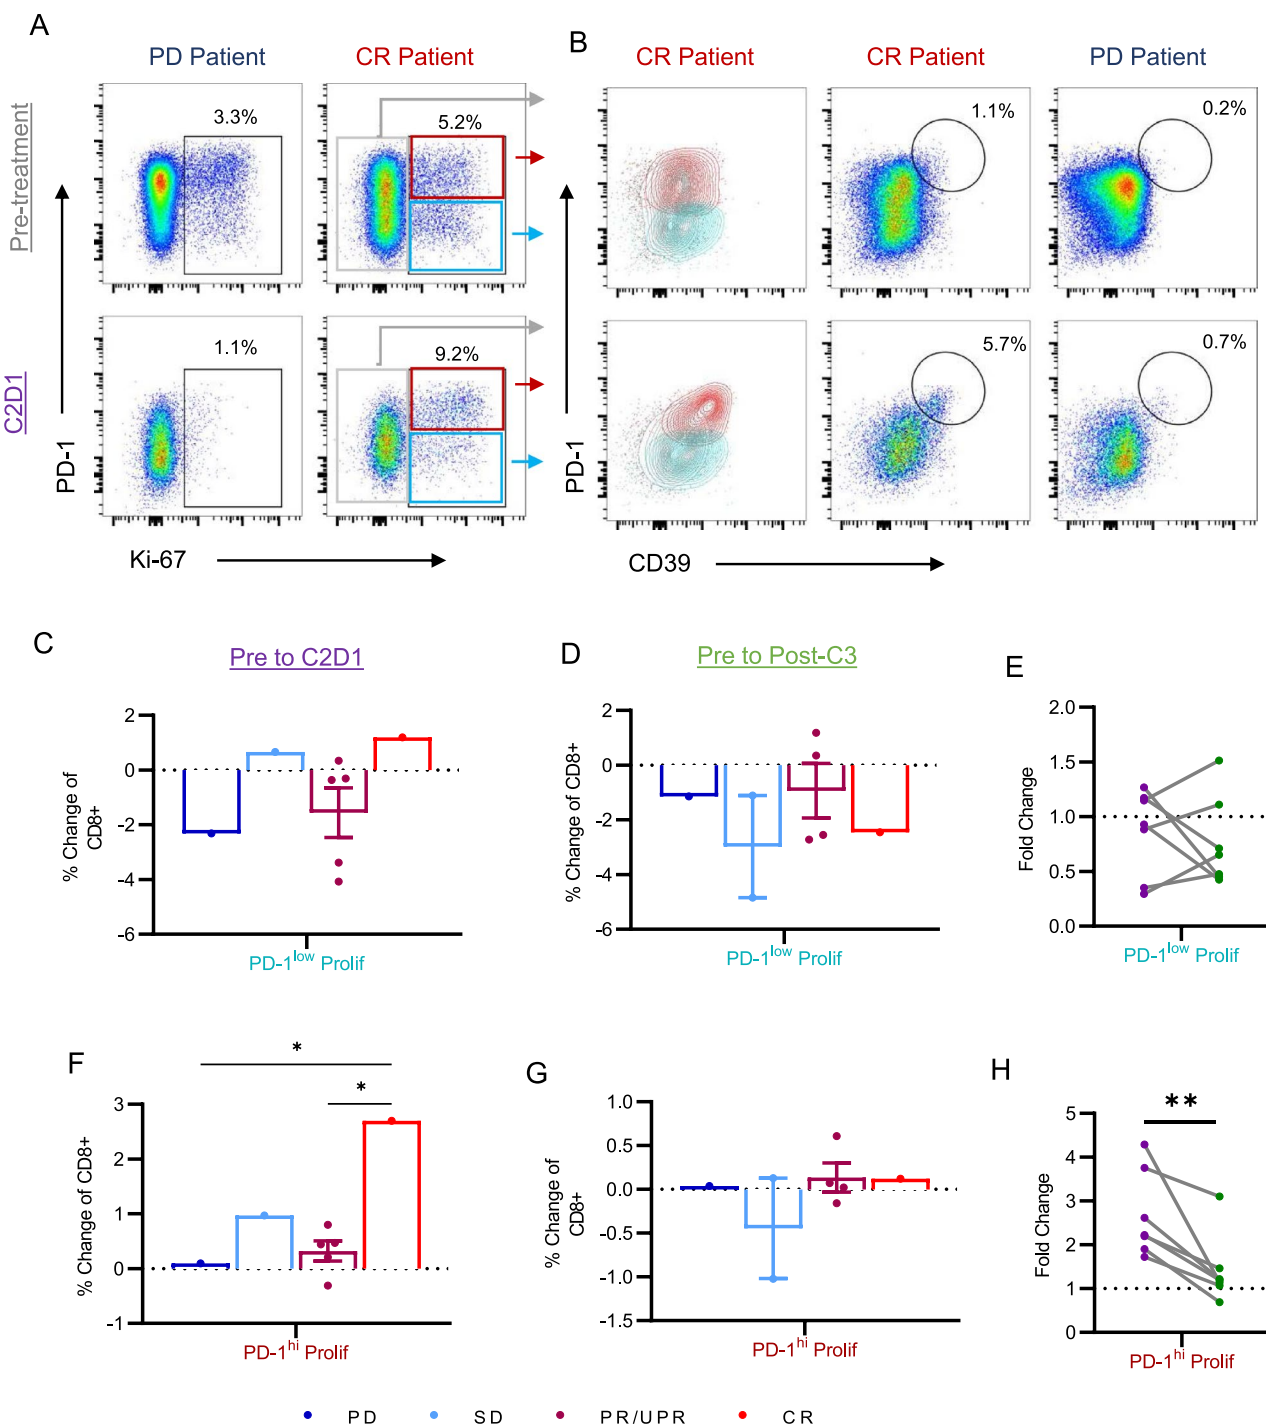 A
B
PD Patient
CR Patient
CR Patient
CR Patient
PD Patient
Pre-treatment
3.3%
5.2%
1.1%
0.2%
C2D1
1.1%
9.2%
5.7%
0.7%
PD-1
PD-1
Ki-67
CD39
C
Pre to C2D1
D
Pre to Post-C3
E
% Change of
CD8+
2
0
-2
-4
-6
PD-1low Prolif
% Change of CD8+
2
0
-2
-4
-6
PD-1low Prolif
Fold Change
2.0
1.5
1.0
0.5
0.0
PD-1low Prolif
F
*
*
% Change of CD8+
3
2
1
0
-1
PD-1hi Prolif
G
% Change of
CD8+
1.0
0.5
0.0
-0.5
-1.0
-1.5
PD-1hi Prolif
H
**
Fold Change
5
4
3
2
1
0
PD-1hi Prolif
PD
SD
PR/UPR
CR